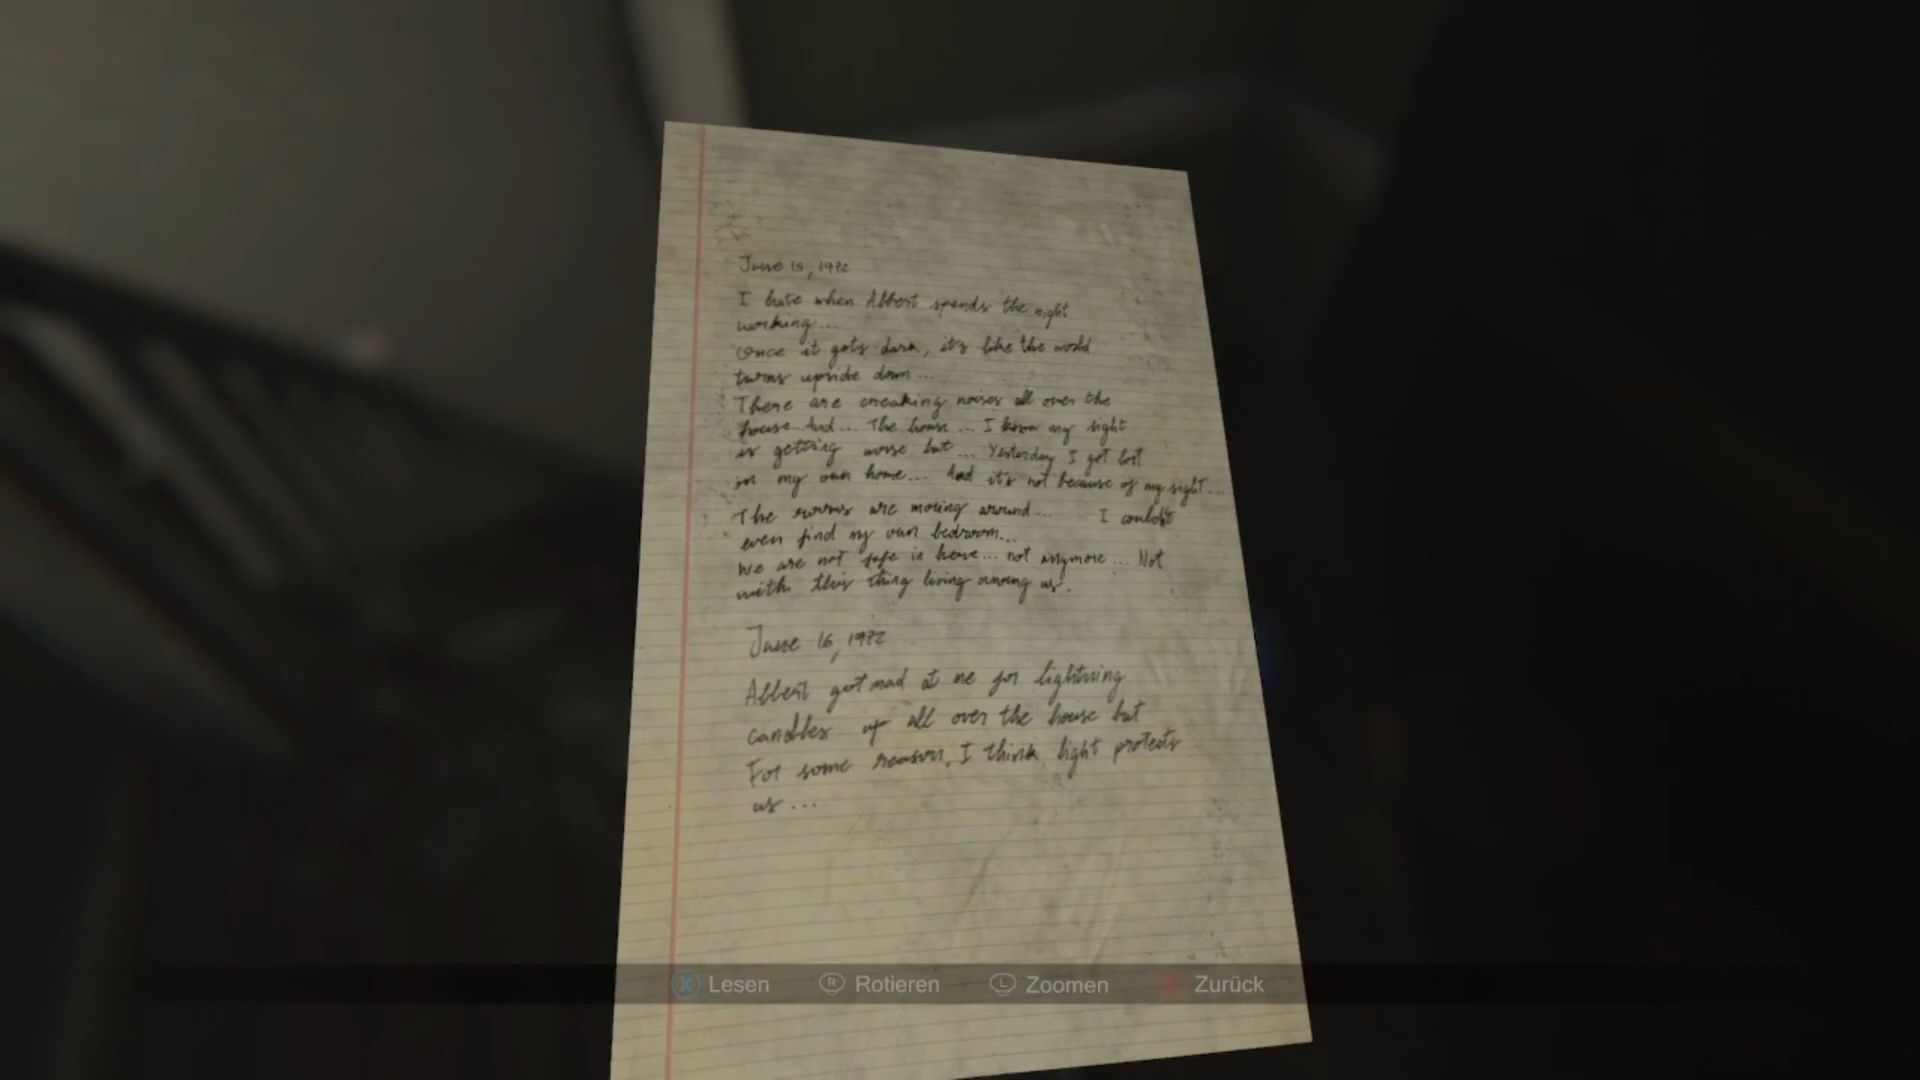 June 15, 1972
I hate when Albert spends the night
working...
Once it gets dark, it's like the world
turns upside down...
There are creaking noises all over the
house. And... The house... I know my sight
is getting worse but... Yesterday I got lost
in my own home... And it's not because of my sight...
The rooms are moving around... I couldn't
even find my own bedroom...
We are not safe in here... not anymore... Not
with this thing living among us.
June 16, 1972
Albert got mad at me for lightning
candles up all over the house but
For some reason, I think light protects
us...
X Lesen R Rotieren L Zoomen Zurück